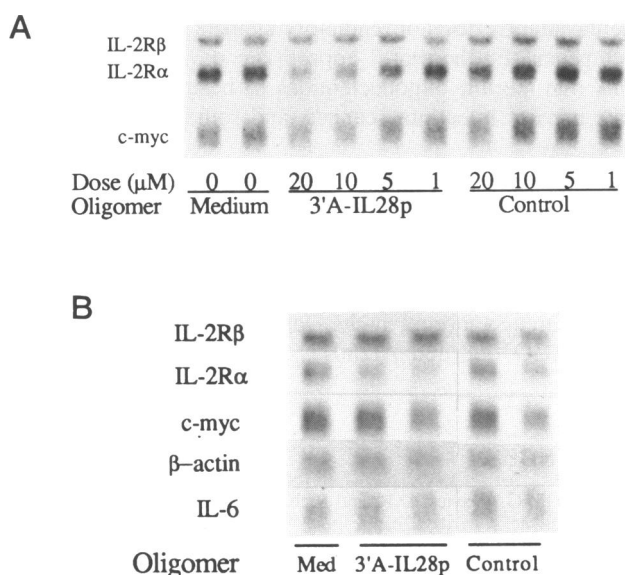 A
IL-2Rβ
IL-2Rα
c-myc
Dose (μM) 0 0 20 10 5 1 20 10 5 1
Oligomer Medium 3'A-IL28p Control
B
IL-2Rβ
IL-2Rα
c-myc
β-actin
IL-6
Oligomer Med 3'A-IL28p Control